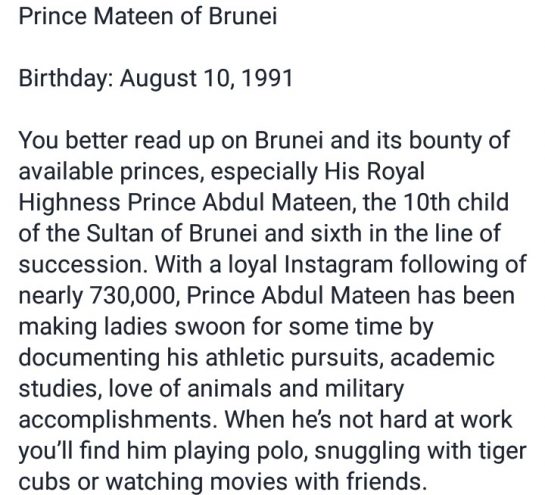 Prince Mateen of Brunei
Birthday: August 10, 1991
You better read up on Brunei and its bounty of
available princes, especially His Royal
Highness Prince Abdul Mateen, the 10th child
of the Sultan of Brunei and sixth in the line of
succession. With a loyal Instagram following of
nearly 730,000, Prince Abdul Mateen has been
making ladies swoon for some time by
documenting his athletic pursuits, academic
studies, love of animals and military
accomplishments. When he’s not hard at work
you’ll find him playing polo, snuggling with tiger
cubs or watching movies with friends.